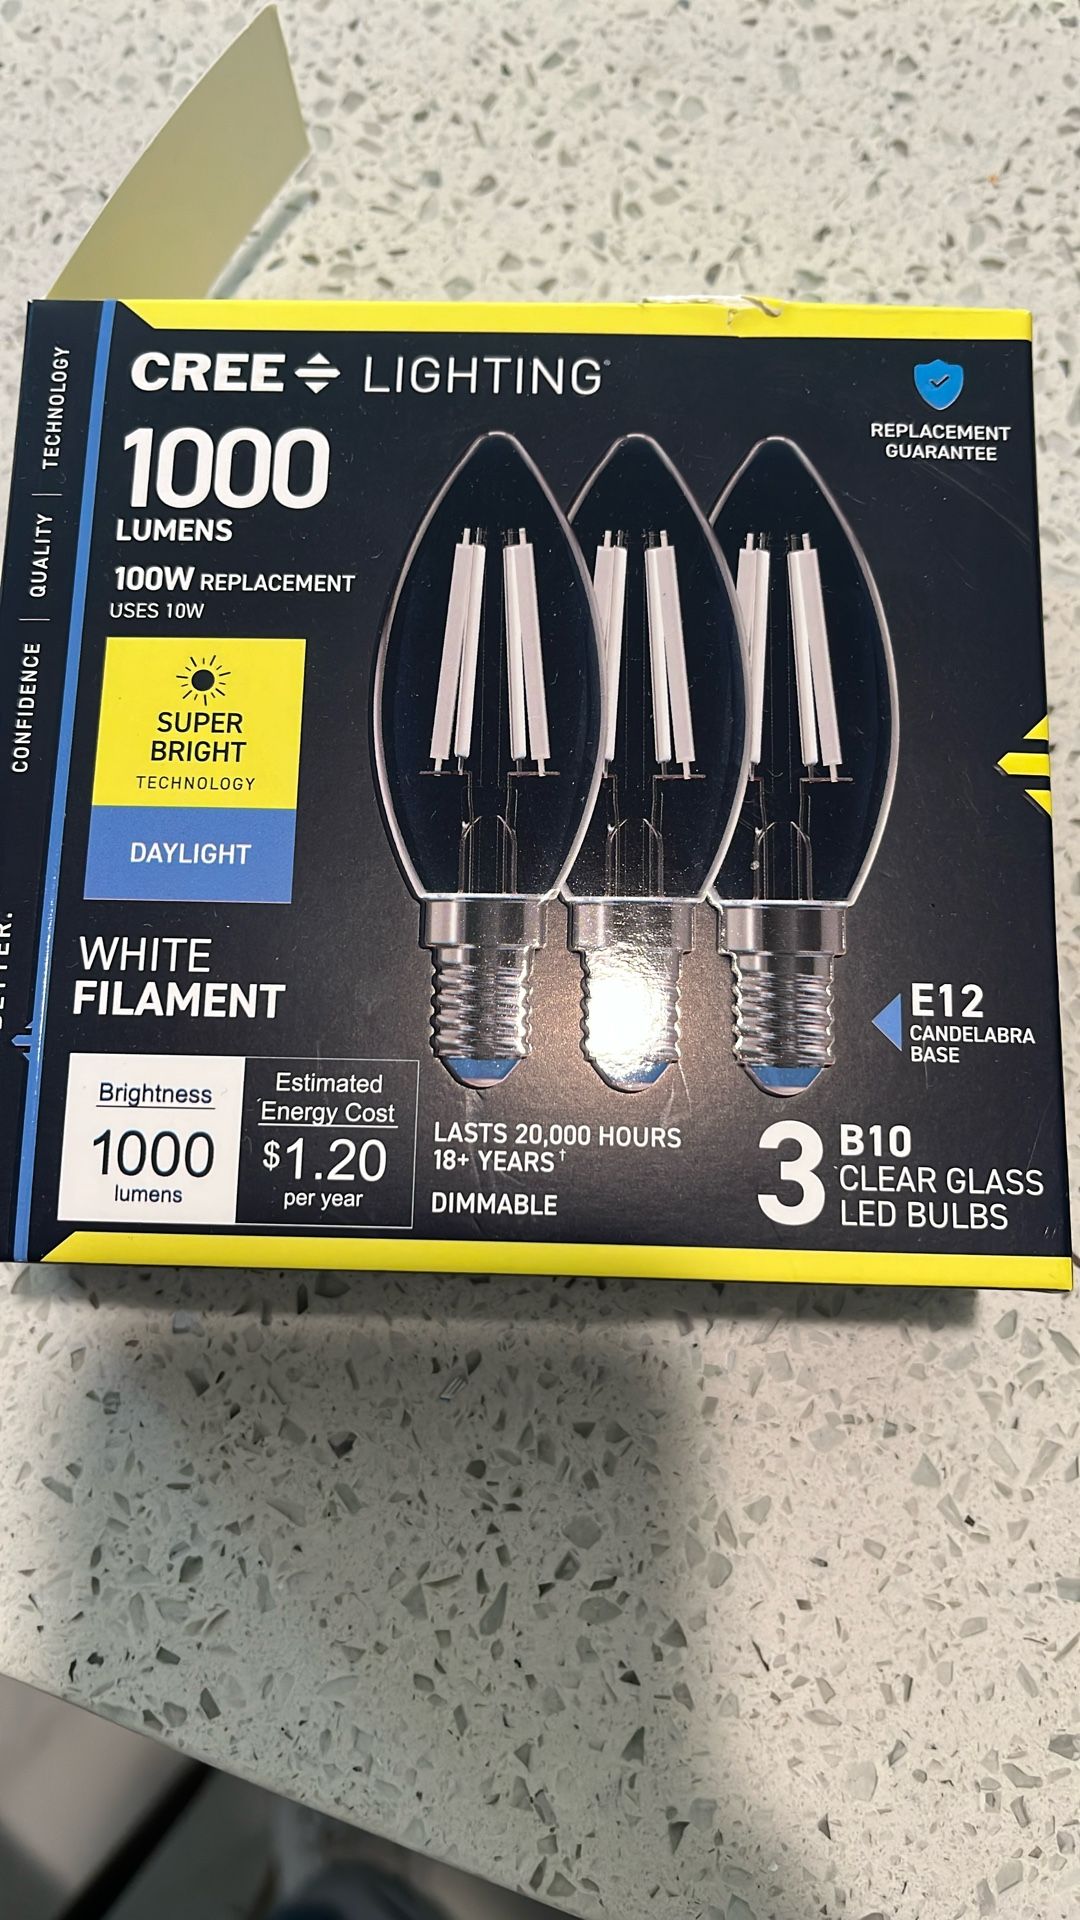 CREE LIGHTING
REPLACEMENT
GUARANTEE
1000
LUMENS
100W REPLACEMENT
USES 10W
SUPER
BRIGHT
TECHNOLOGY
DAYLIGHT
WHITE
FILAMENT
E12
CANDELABRA
BASE
Brightness
1000
lumens
Estimated
Energy Cost
$1.20
per year
LASTS 20,000 HOURS
18+ YEARS†
DIMMABLE
3 B10
CLEAR GLASS
LED BULBS
CONFIDENCE | QUALITY | TECHNOLOGY